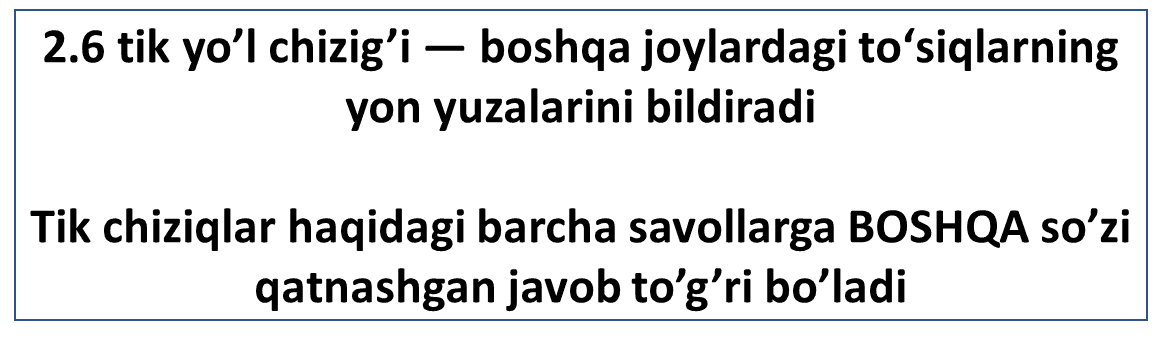 2.6 tik yo’l chizig’i — boshqa joylardagi to‘siqlarning
yon yuzalarini bildiradi
Tik chiziqlar haqidagi barcha savollarga BOSHQA so’zi
qatnashgan javob to’g’ri bo’ladi